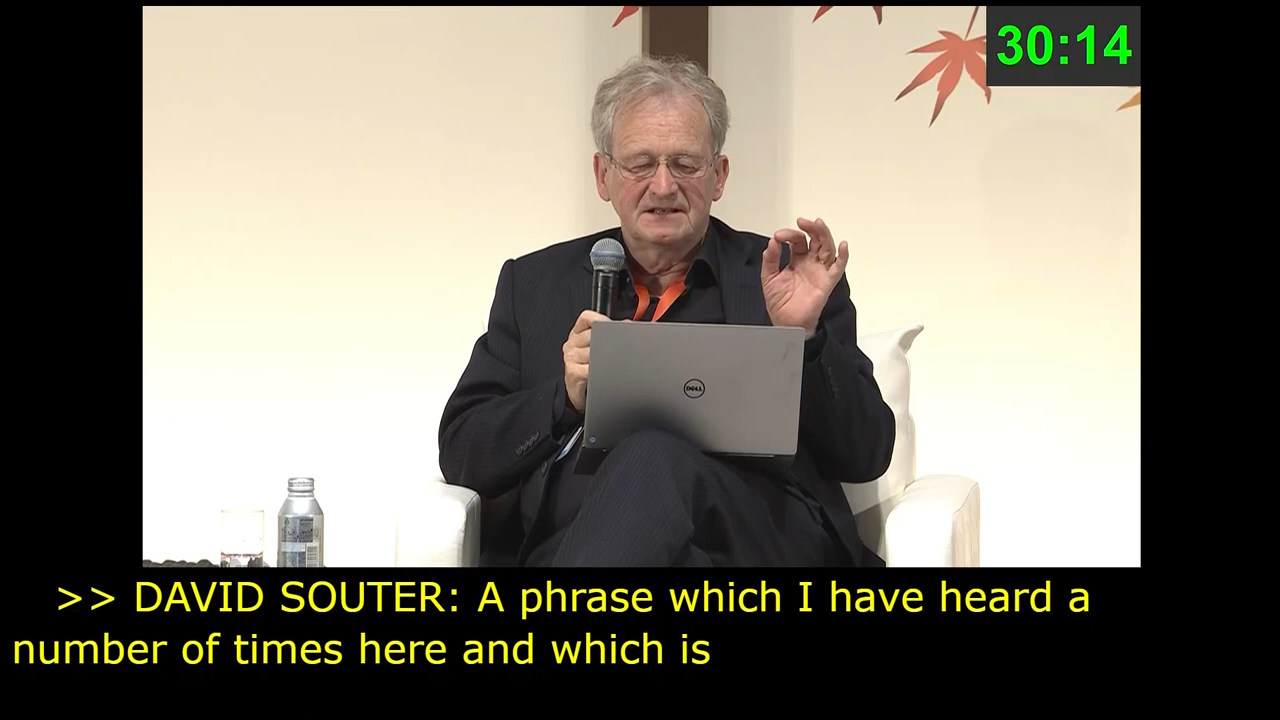 30:14
DELL
>> DAVID SOUTER: A phrase which I have heard a
number of times here and which is